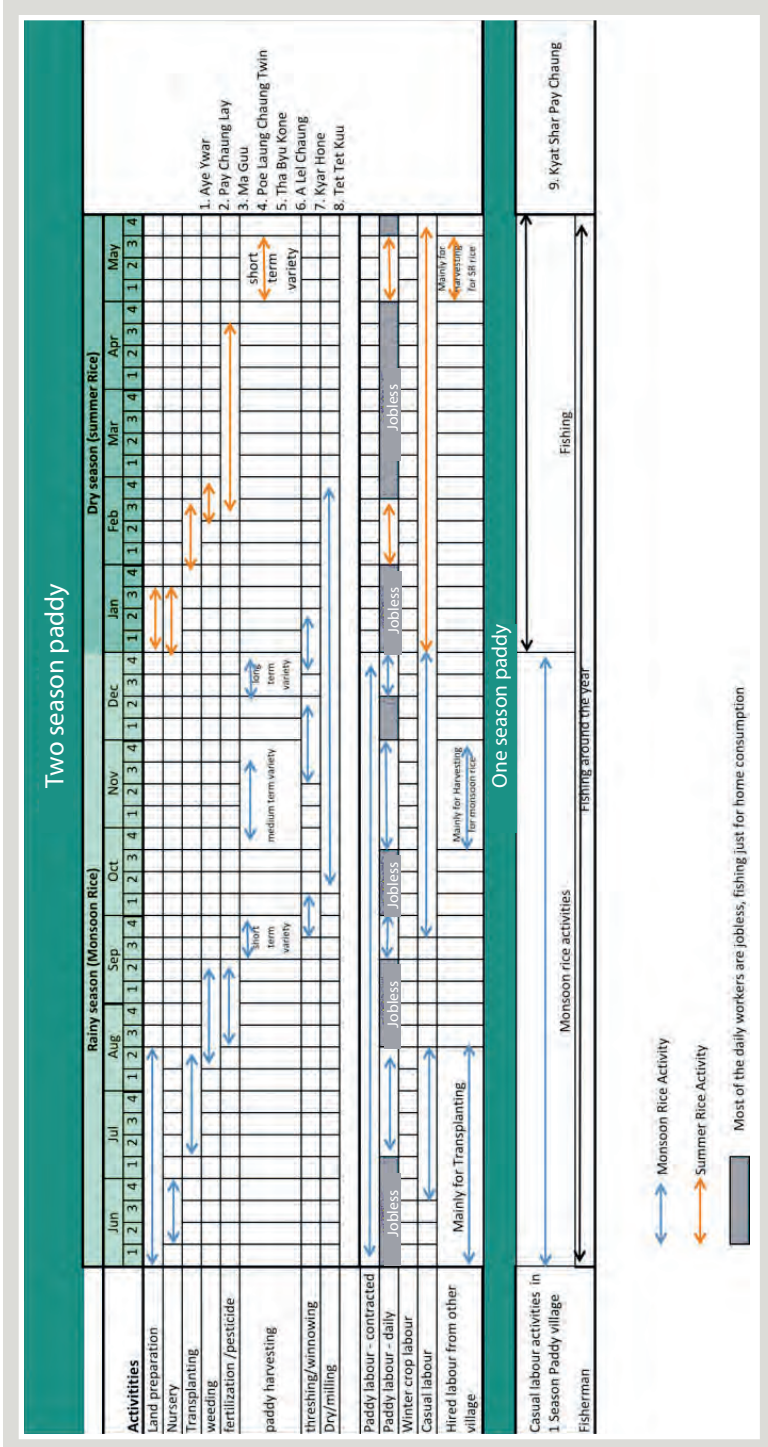 Two season paddy
Rainy season (Monsoon Rice)
Dry season (summer Rice)
Activitities
Jun
Jul
Aug
Sep
Oct
Nov
Dec
Jan
Feb
Mar
Apr
May
1 2 3 4 1 2 3 4 1 2 3 4 1 2 3 4 1 2 3 4 1 2 3 4 1 2 3 4 1 2 3 4 1 2 3 4 1 2 3 4 1 2 3 4 1 2 3 4
Land preparation
Nursery
Transplanting
weeding
fertilization /pesticide
paddy harvesting
short
term
variety
medium term variety
long
term
variety
short
term
variety
threshing/winnowing
Dry/milling
1. Aye Ywar
2. Pay Chaung Lay
3. Ma Guu
4. Poe Laung Chaung Twin
5. Tha Byu Kone
6. A Lel Chaung
7. Kyar Hone
8. Tet Tet Kuu
Paddy labour - contracted
Paddy labour - daily
Jobless
Jobless
Jobless
Jobless
Jobless
Winter crop labour
Casual labour
Hired labour from other
village
Mainly for Transplanting
Mainly for Harvesting
for monsoon rice
Mainly for
Harvesting
for SB rice
One season paddy
Casual labour activities in
1 Season Paddy village
Monsoon rice activities
Fishing
Fisherman
Fishing around the year
9. Kyat Shar Pay Chaung
Monsoon Rice Activity
Summer Rice Activity
Most of the daily workers are jobless, fishing just for home consumption